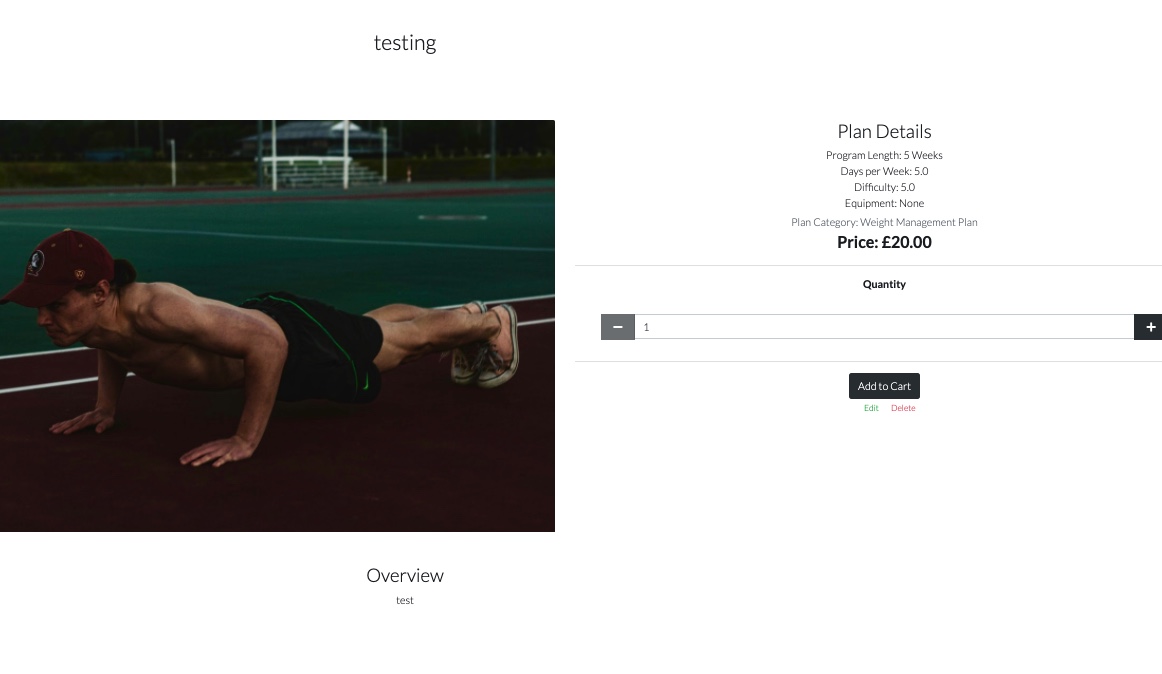 testing
Plan Details
Program Length: 5 Weeks
Days per Week: 5.0
Difficulty: 5.0
Equipment: None
Plan Category: Weight Management Plan
Price: £20.00
Quantity
1
Add to Cart
Edit Delete
Overview
test